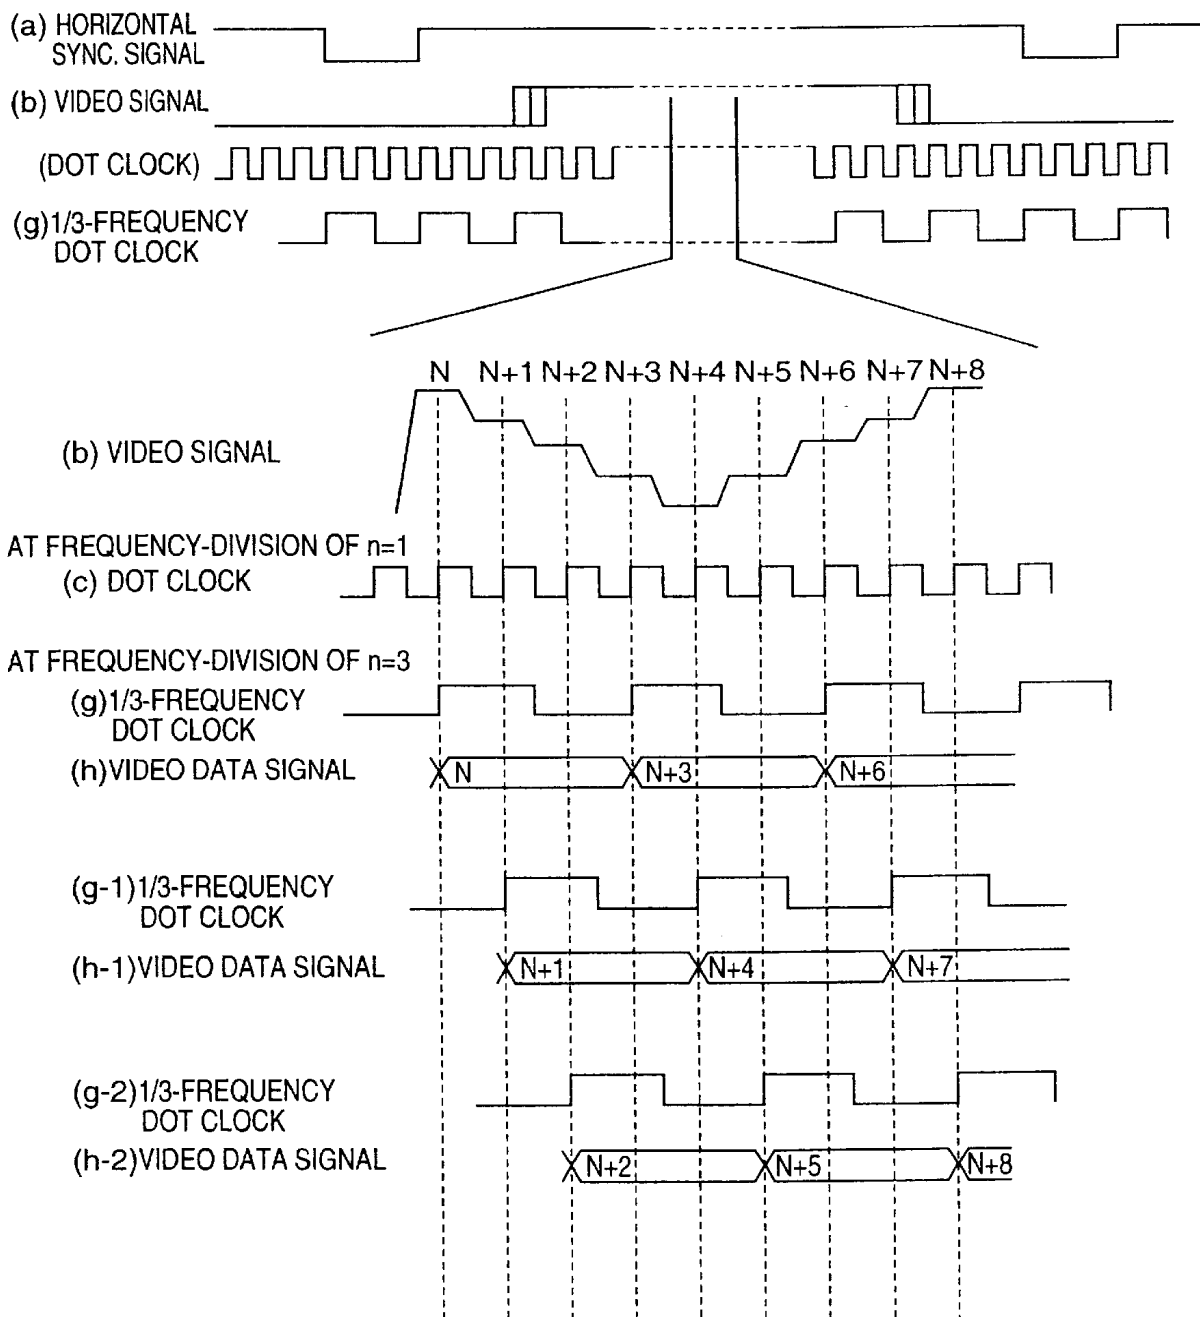 (a) HORIZONTAL
SYNC. SIGNAL
(b) VIDEO SIGNAL
(DOT CLOCK)
(g)1/3-FREQUENCY
DOT CLOCK
N N+1 N+2 N+3 N+4 N+5 N+6 N+7 N+8
(b) VIDEO SIGNAL
AT FREQUENCY-DIVISION OF n=1
(c) DOT CLOCK
AT FREQUENCY-DIVISION OF n=3
(g)1/3-FREQUENCY
DOT CLOCK
(h)VIDEO DATA SIGNAL N N+3 N+6
(g-1)1/3-FREQUENCY
DOT CLOCK
(h-1)VIDEO DATA SIGNAL N+1 N+4 N+7
(g-2)1/3-FREQUENCY
DOT CLOCK
(h-2)VIDEO DATA SIGNAL N+2 N+5 N+8